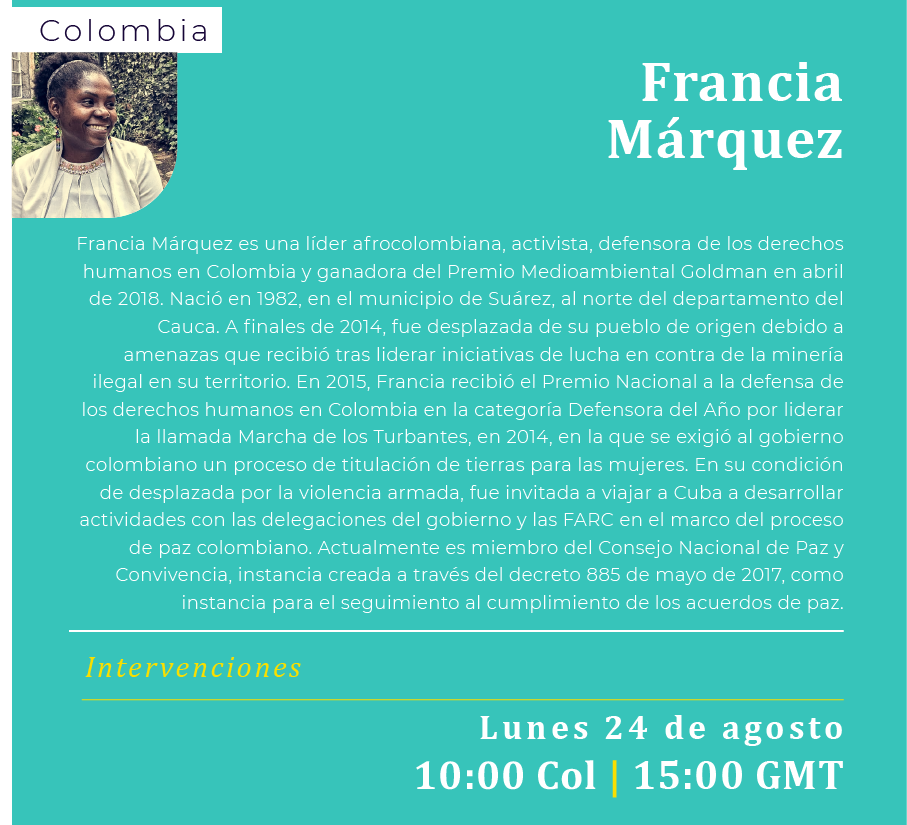 Colombia
Francia
Márquez
Francia Márquez es una líder afrocolombiana, activista, defensora de los derechos
humanos en Colombia y ganadora del Premio Medioambiental Goldman en abril
de 2018. Nació en 1982, en el municipio de Suárez, al norte del departamento del
Cauca. A finales de 2014, fue desplazada de su pueblo de origen debido a
amenazas que recibió tras liderar iniciativas de lucha en contra de la minería
ilegal en su territorio. En 2015, Francia recibió el Premio Nacional a la defensa de
los derechos humanos en Colombia en la categoría Defensora del Año por liderar
la llamada Marcha de los Turbantes, en 2014, en la que se exigió al gobierno
colombiano un proceso de titulación de tierras para las mujeres. En su condición
de desplazada por la violencia armada, fue invitada a viajar a Cuba a desarrollar
actividades con las delegaciones del gobierno y las FARC en el marco del proceso
de paz colombiano. Actualmente es miembro del Consejo Nacional de Paz y
Convivencia, instancia creada a través del decreto 885 de mayo de 2017, como
instancia para el seguimiento al cumplimiento de los acuerdos de paz.
Intervenciones
Lunes 24 de agosto
10:00 Col | 15:00 GMT